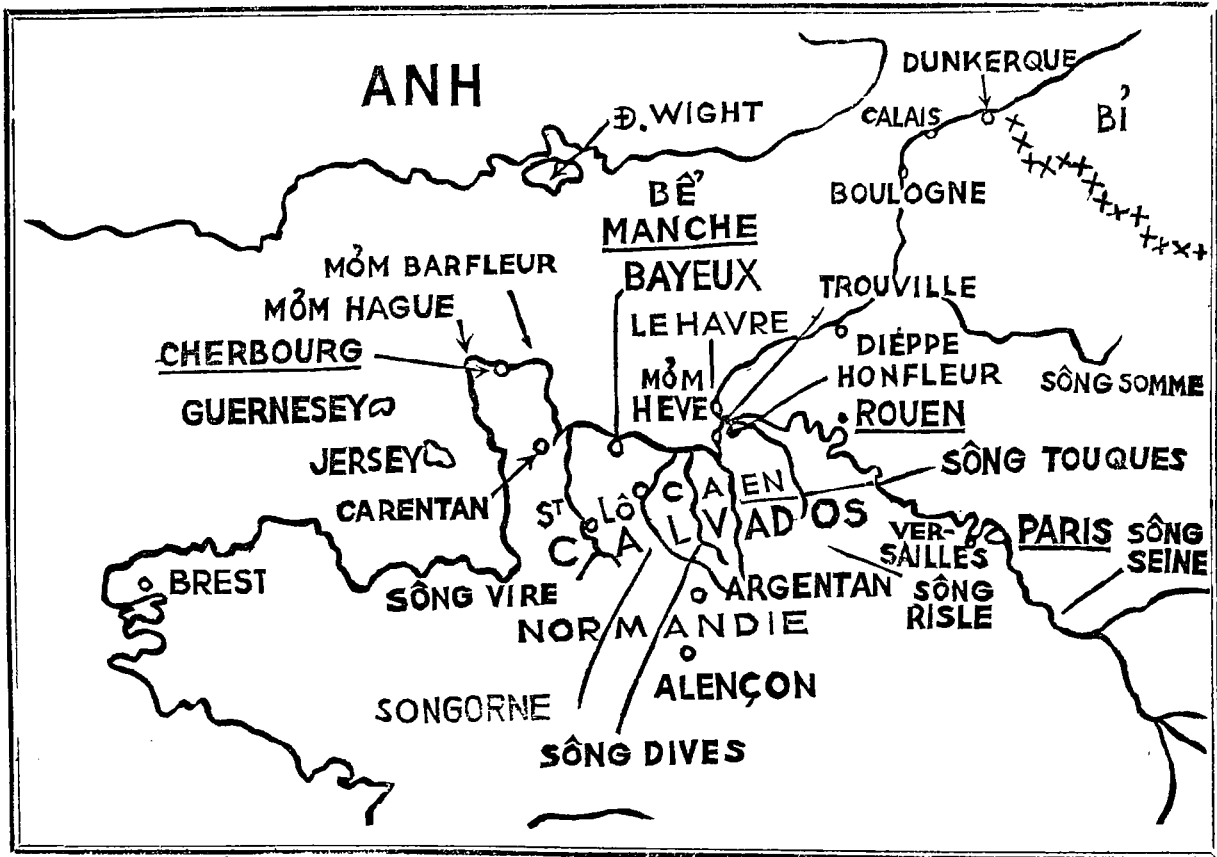 ANH
DUNKERQUE
CALAIS
BỈ
Đ. WIGHT
BOULOGNE
BỂ
MANCHE
MỎM BARFLEUR
BAYEUX
TROUVILLE
MỎM HAGUE
LE HAVRE
CHERBOURG
DIÉPPE
MỎM
HEVE
HONFLEUR
SÔNG SOMME
GUERNESEY
ROUEN
JERSEY
SÔNG TOUQUES
CARENTAN
ST LÔ
CAEN
CALVADOS
VER-
SAILLES
PARIS
SÔNG
SEINE
BREST
SÔNG VIRE
ARGENTAN
SÔNG
RISLE
NORMANDIE
ALENÇON
SONGORNE
SÔNG DIVES